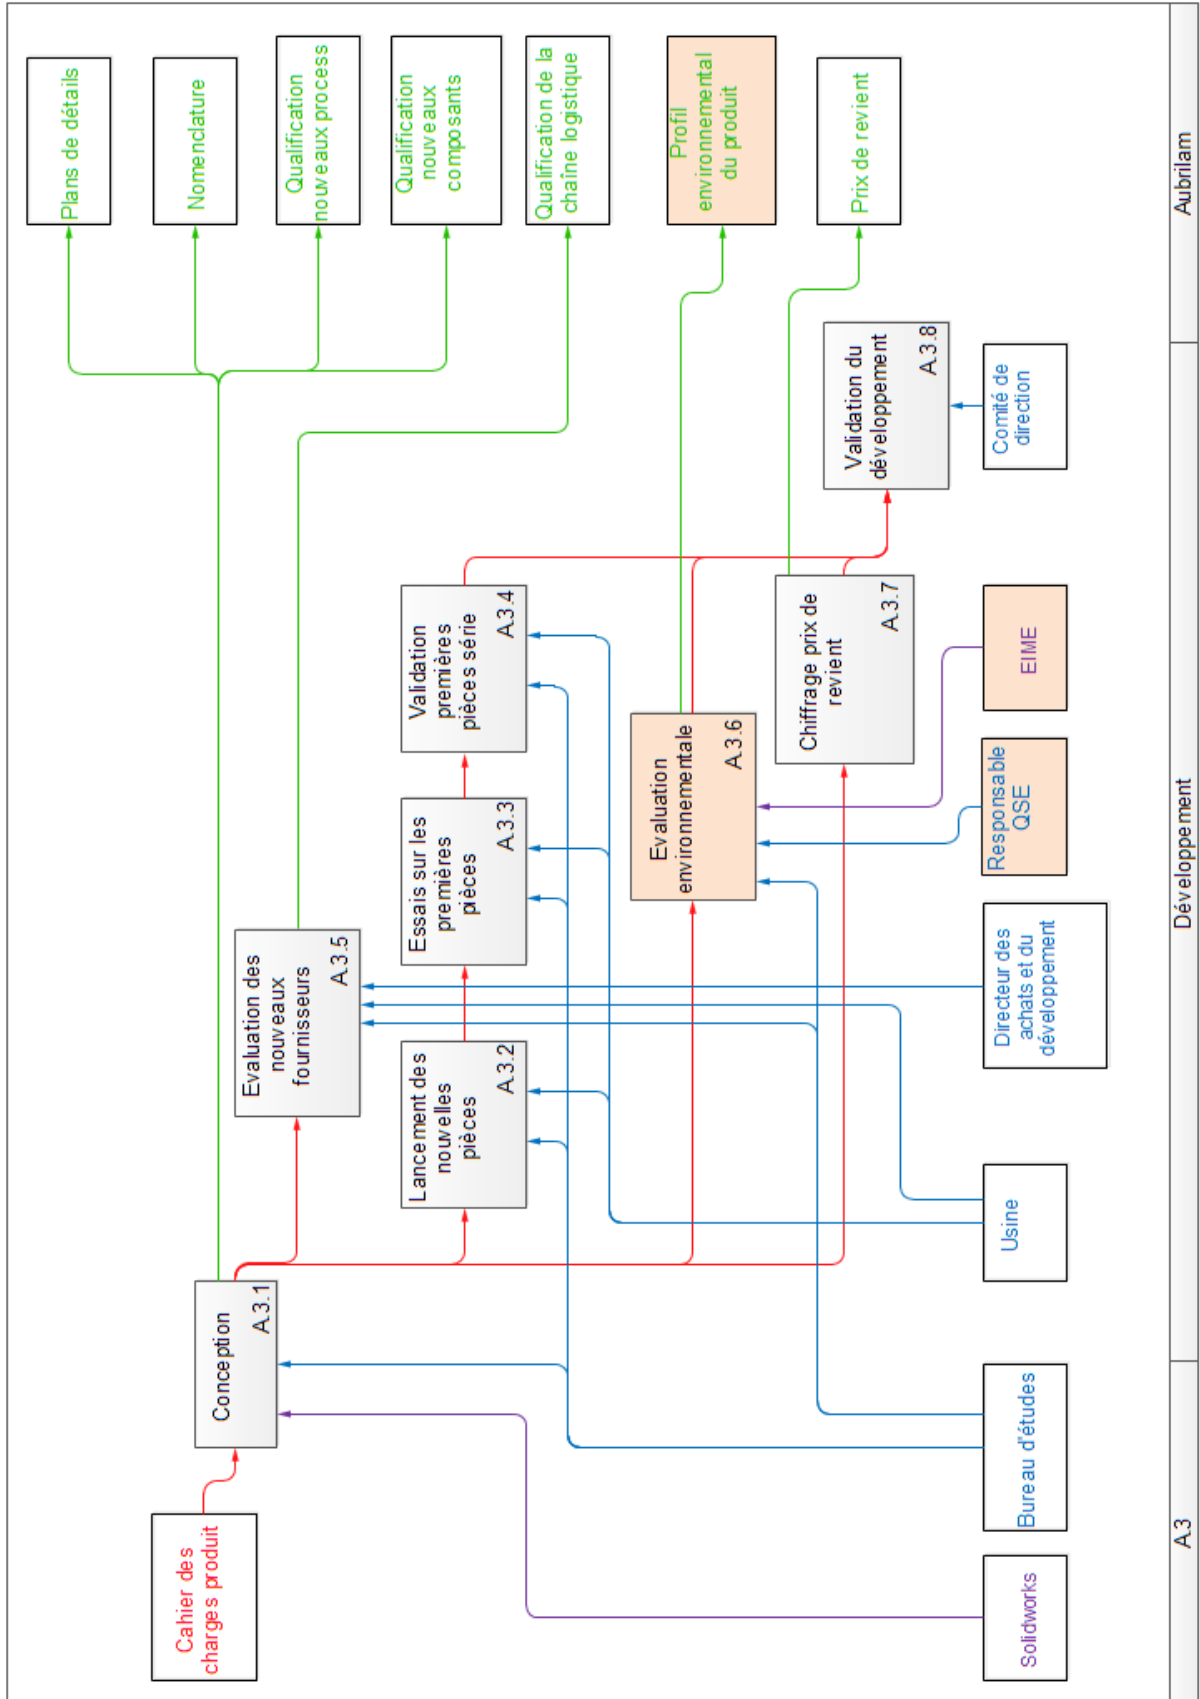 Cahier des
charges produit
Conception
A.3.1
Evaluation des
nouveaux
fournisseurs
A.3.5
Lancement des
nouvelles
pièces
A.3.2
Essais sur les
premières
pièces
A.3.3
Validation
premières
pièces série
A.3.4
Evaluation
environnementale
A.3.6
Chiffrage prix de
revient
A.3.7
Validation du
développement
A.3.8
Plans de détails
Nomenclature
Qualification
nouveaux process
Qualification
nouveaux
composants
Qualification de la
chaîne logistique
Profil
environnemental
du produit
Prix de revient
Solidworks
Bureau d'études
Usine
Directeur des
achats et du
développement
Responsable
QSE
EIME
Comité de
direction
A.3
Développement
Aubrilam